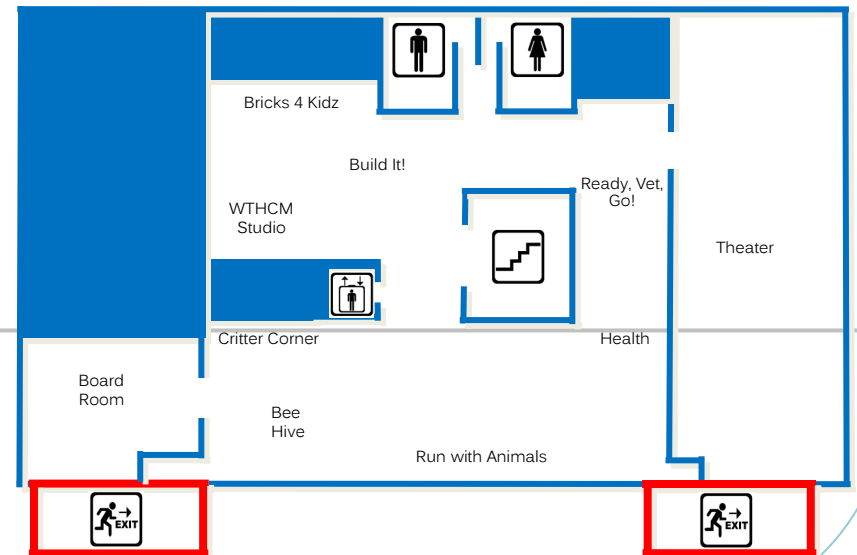 Bricks 4 Kidz
Build It!
Ready, Vet,
Go!
WTHCM
Studio
Theater
Critter Corner
Health
Board
Room
Bee
Hive
Run with Animals
EXIT
EXIT